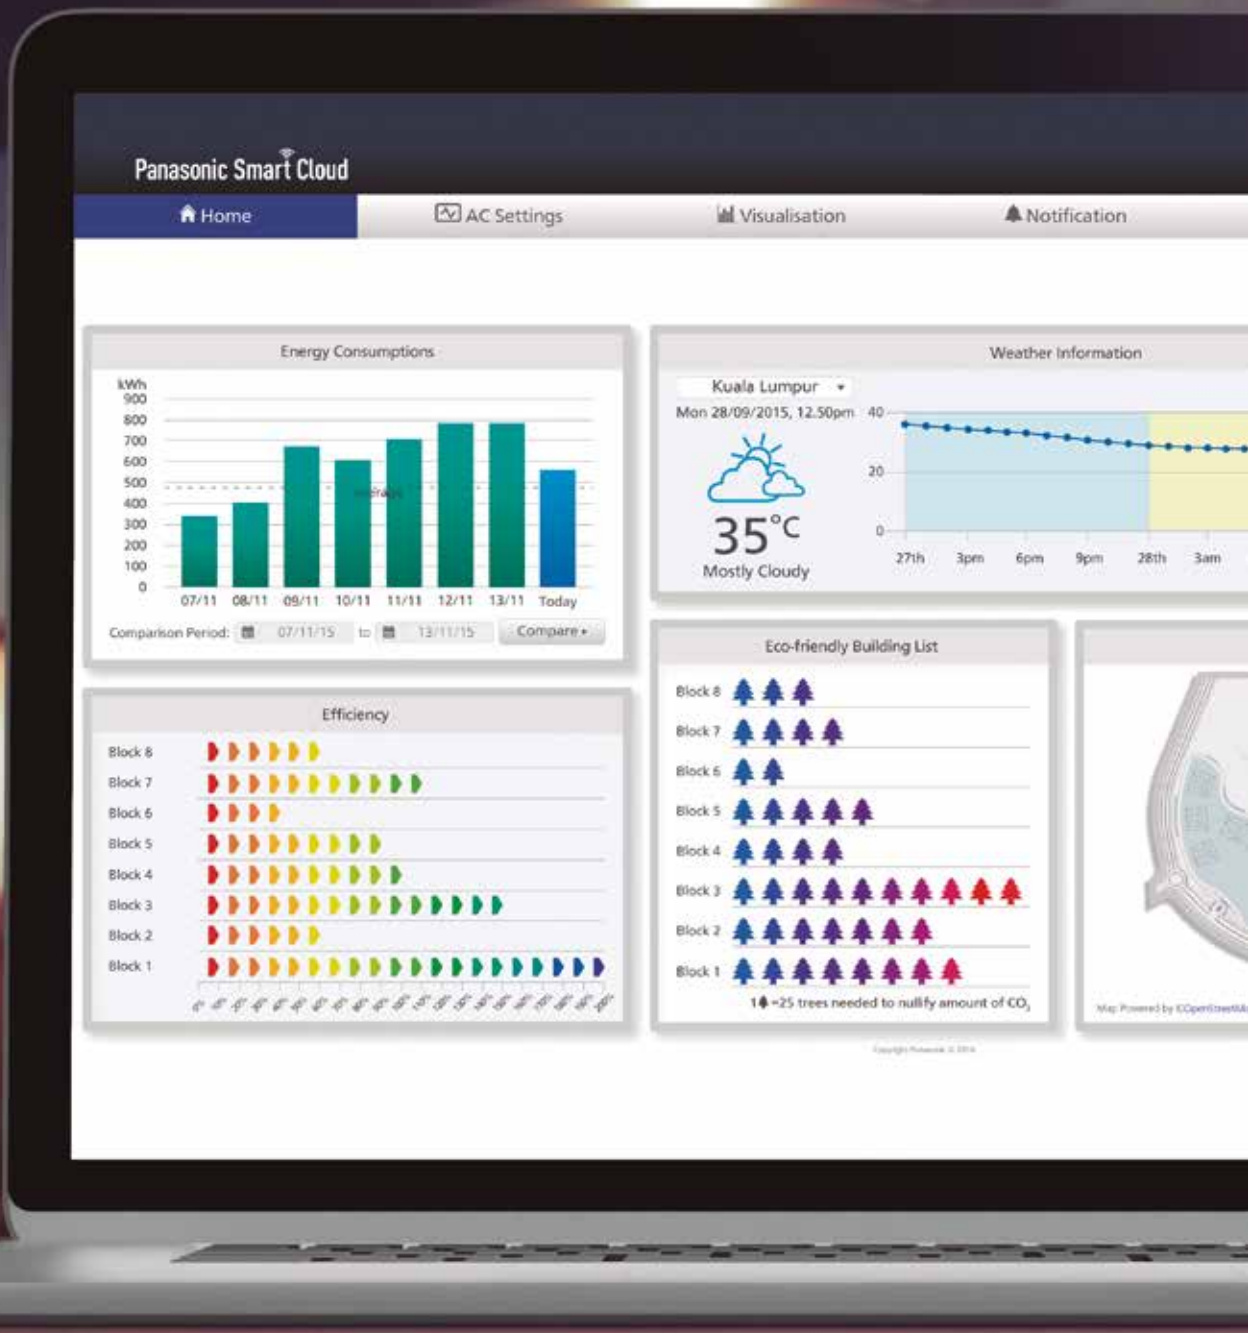 Panasonic Smart Cloud
Home
AC Settings
Visualisation
Notification
Energy Consumptions
kWh
900
800
700
600
500
400
300
200
100
0
average
07/11 08/11 09/11 10/11 11/11 12/11 13/11 Today
Comparison Period: 07/11/15 to 13/11/15 Compare
Weather Information
Kuala Lumpur
Mon 28/09/2015, 12.50pm
35°C
Mostly Cloudy
40
20
0
27th 3pm 6pm 9pm 28th 3am
Efficiency
Block 8
Block 7
Block 6
Block 5
Block 4
Block 3
Block 2
Block 1
Eco-friendly Building List
Block 8
Block 7
Block 6
Block 5
Block 4
Block 3
Block 2
Block 1
1 =25 trees needed to nullify amount of CO2
Map Powered by